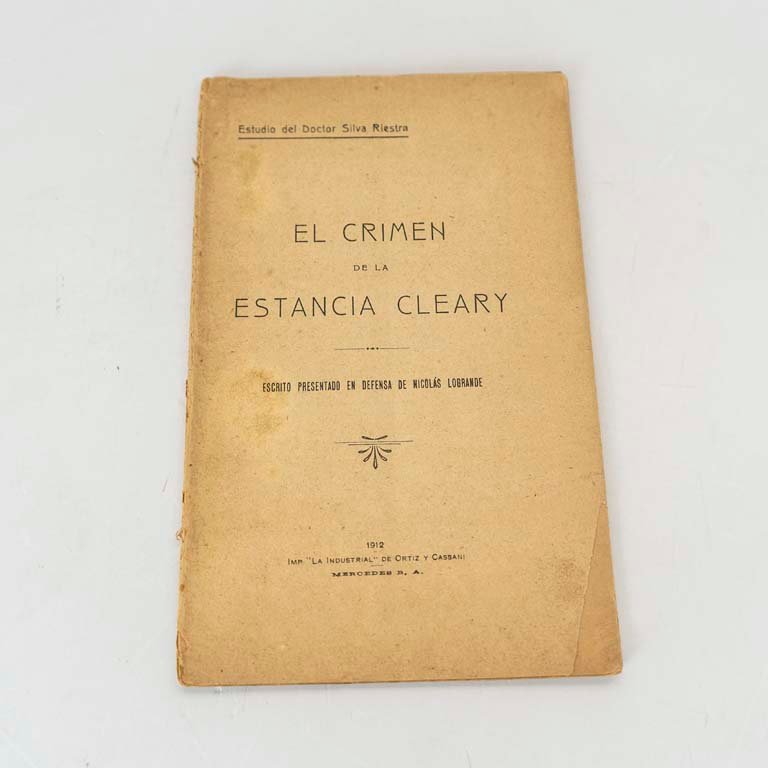 Estudio del Doctor Silva Riestra
EL CRIMEN
DE LA
ESTANCIA CLEARY
ESCRITO PRESENTADO EN DEFENSA DE NICOLÁS LOGRANDE
1912
IMP. "LA INDUSTRIAL" DE ORTIZ Y CASSANI
MERCEDES B. A.